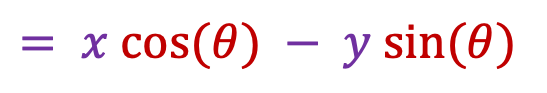 = x cos(θ) − y sin(θ)